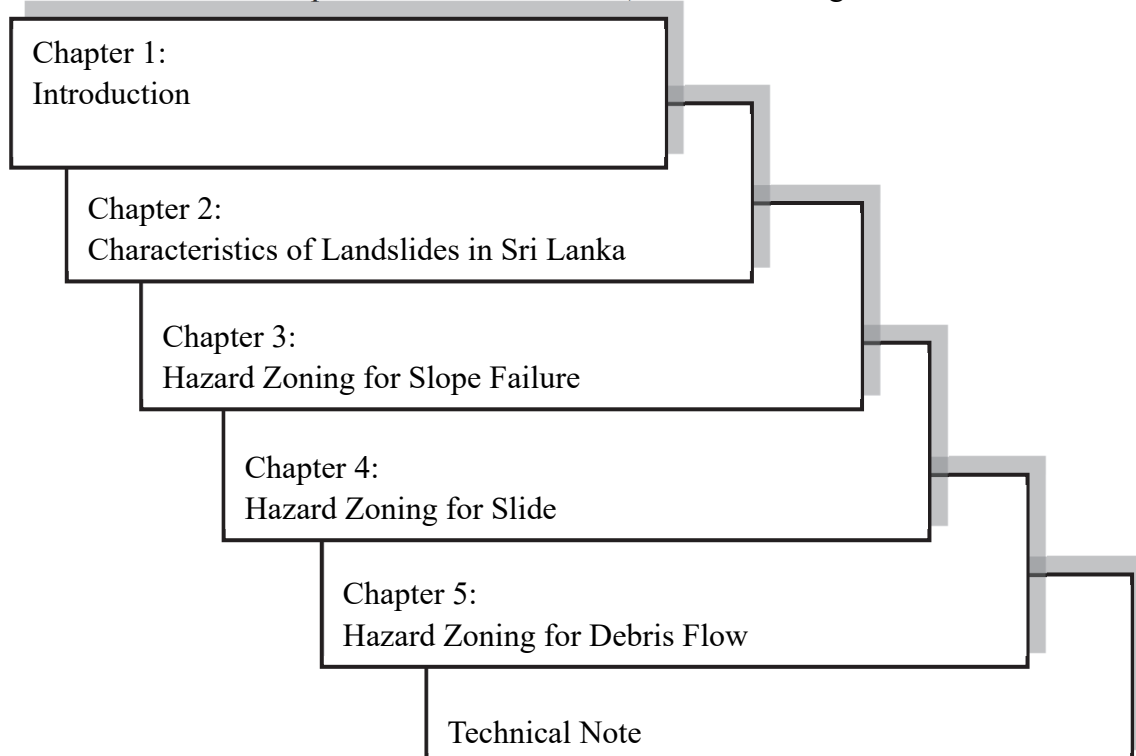 Chapter 1:
Introduction
Chapter 2:
Characteristics of Landslides in Sri Lanka
Chapter 3:
Hazard Zoning for Slope Failure
Chapter 4:
Hazard Zoning for Slide
Chapter 5:
Hazard Zoning for Debris Flow
Technical Note